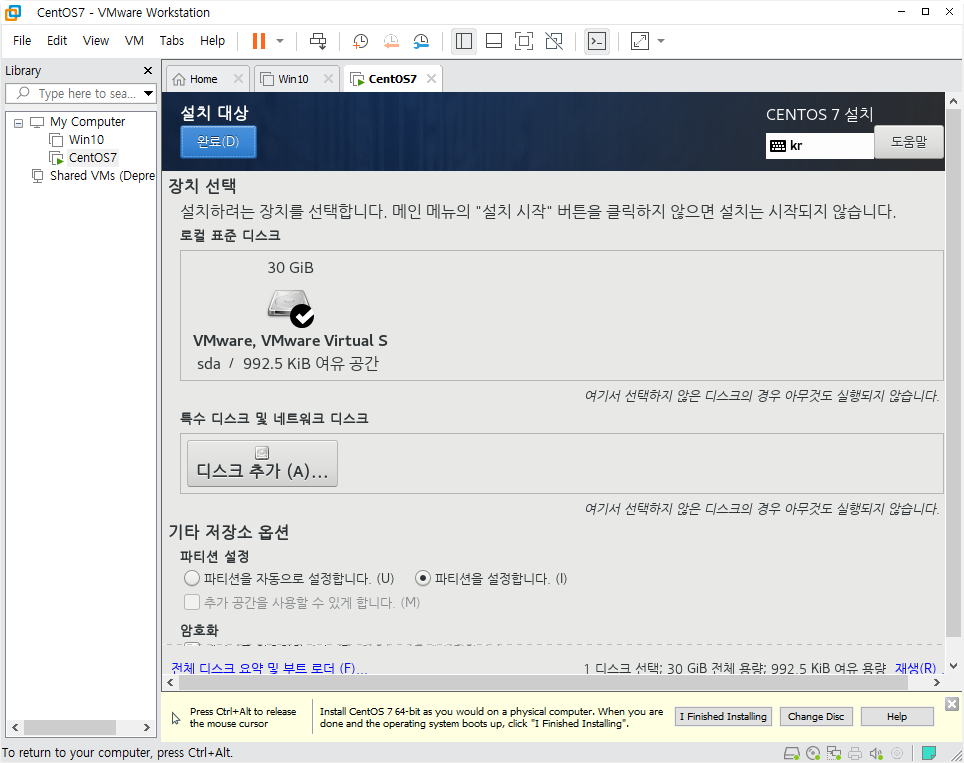 CentOS7 - VMware Workstation
File Edit View VM Tabs Help
Library
Type here to sea...
My Computer
Win10
CentOS7
Shared VMs (Depre
Home
Win10
CentOS7
설치 대상
완료(D)
CENTOS 7 설치
kr
도움말
장치 선택
설치하려는 장치를 선택합니다. 메인 메뉴의 "설치 시작" 버튼을 클릭하지 않으면 설치는 시작되지 않습니다.
로컬 표준 디스크
30 GiB
VMware, VMware Virtual S
sda / 992.5 KiB 여유 공간
여기서 선택하지 않은 디스크의 경우 아무것도 실행되지 않습니다.
특수 디스크 및 네트워크 디스크
디스크 추가 (A)...
여기서 선택하지 않은 디스크의 경우 아무것도 실행되지 않습니다.
기타 저장소 옵션
파티션 설정
파티션을 자동으로 설정합니다. (U) 파티션을 설정합니다. (I)
추가 공간을 사용할 수 있게 합니다. (M)
암호화
전체 디스크 요약 및 부트 로더 (F)...
1 디스크 선택; 30 GiB 전체 용량; 992.5 KiB 여유 용량 재생(R)
Press Ctrl+Alt to release
the mouse cursor
Install CentOS 7 64-bit as you would on a physical computer. When you are
done and the operating system boots up, click "I Finished Installing".
I Finished Installing
Change Disc
Help
To return to your computer, press Ctrl+Alt.